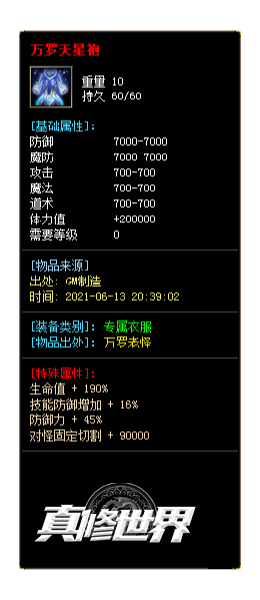 万罗天星袍
重量 10
持久 60/60
[基础属性]:
防御 7000-7000
魔防 7000 7000
攻击 700-700
魔法 700-700
道术 700-700
体力值 +200000
需要等级 0
[物品来源]
出处: GM制造
时间: 2021-06-13 20:39:02
[装备类别]: 专属衣服
[物品出处]: 万罗老怪
[特殊属性]:
生命值 + 190%
技能防御增加 + 16%
防御力 + 45%
对怪固定切割 + 90000
真修世界